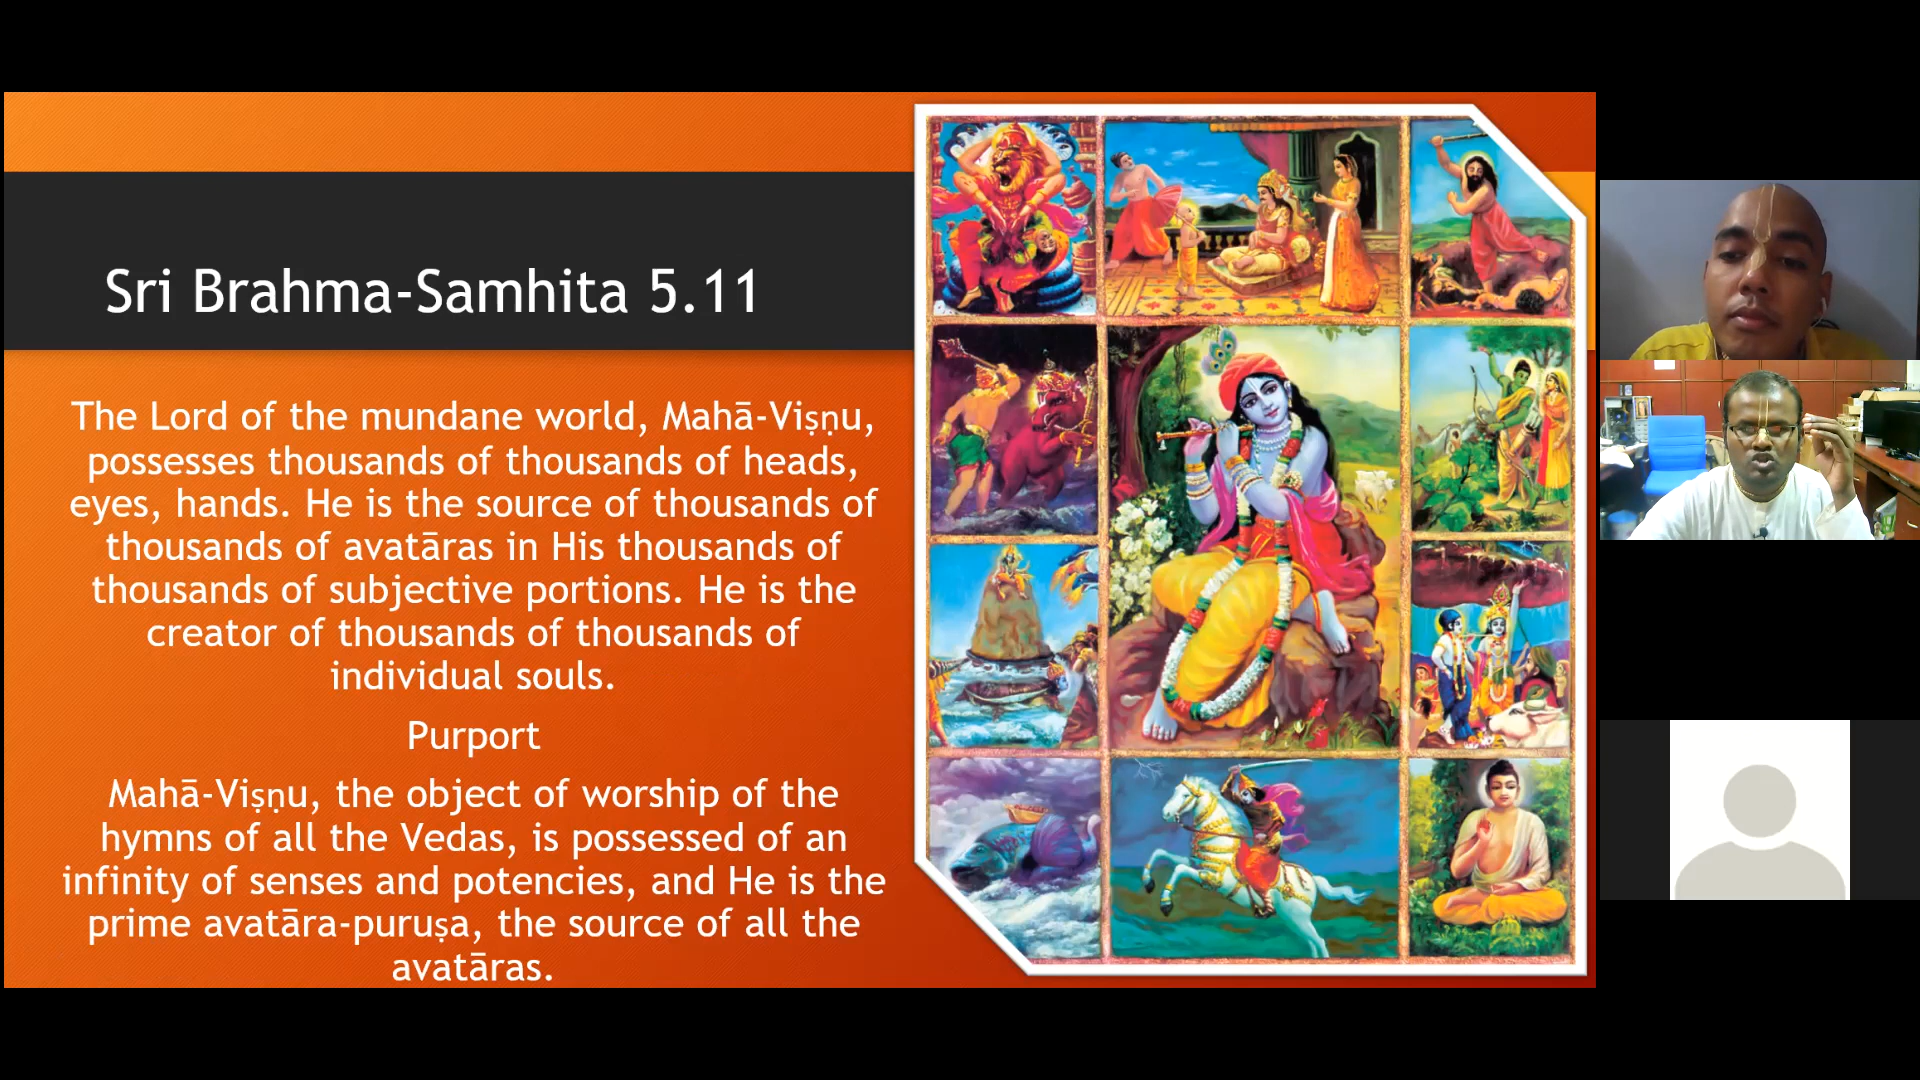 Sri Brahma-Samhita 5.11
The Lord of the mundane world, Mahā-Viṣṇu,
possesses thousands of thousands of heads,
eyes, hands. He is the source of thousands of
thousands of avatāras in His thousands of
thousands of subjective portions. He is the
creator of thousands of thousands of
individual souls.
Purport
Mahā-Viṣṇu, the object of worship of the
hymns of all the Vedas, is possessed of an
infinity of senses and potencies, and He is the
prime avatāra-puruṣa, the source of all the
avatāras.